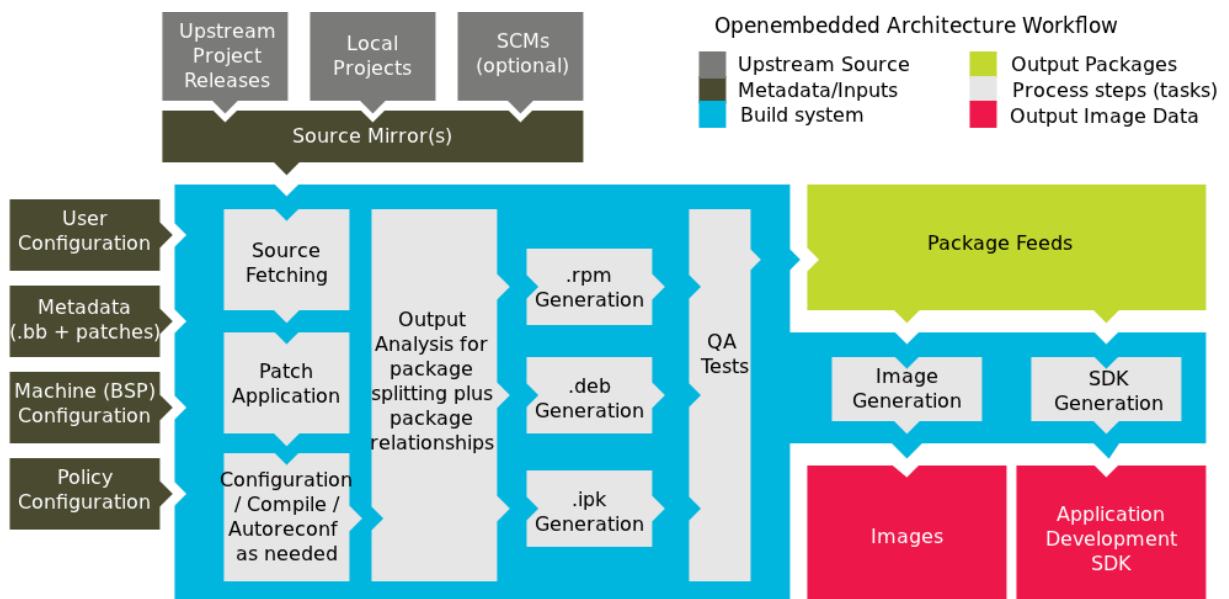 Openembedded Architecture Workflow
Upstream Source
Metadata/Inputs
Build system
Output Packages
Process steps (tasks)
Output Image Data
Upstream
Project
Releases
Local
Projects
SCMs
(optional)
Source Mirror(s)
User
Configuration
Metadata
(.bb + patches)
Machine (BSP)
Configuration
Policy
Configuration
Source
Fetching
Patch
Application
Configuration
/ Compile /
Autoreconf
as needed
Output
Analysis for
package
splitting plus
package
relationships
.rpm
Generation
.deb
Generation
.ipk
Generation
QA
Tests
Package Feeds
Image
Generation
SDK
Generation
Images
Application
Development
SDK